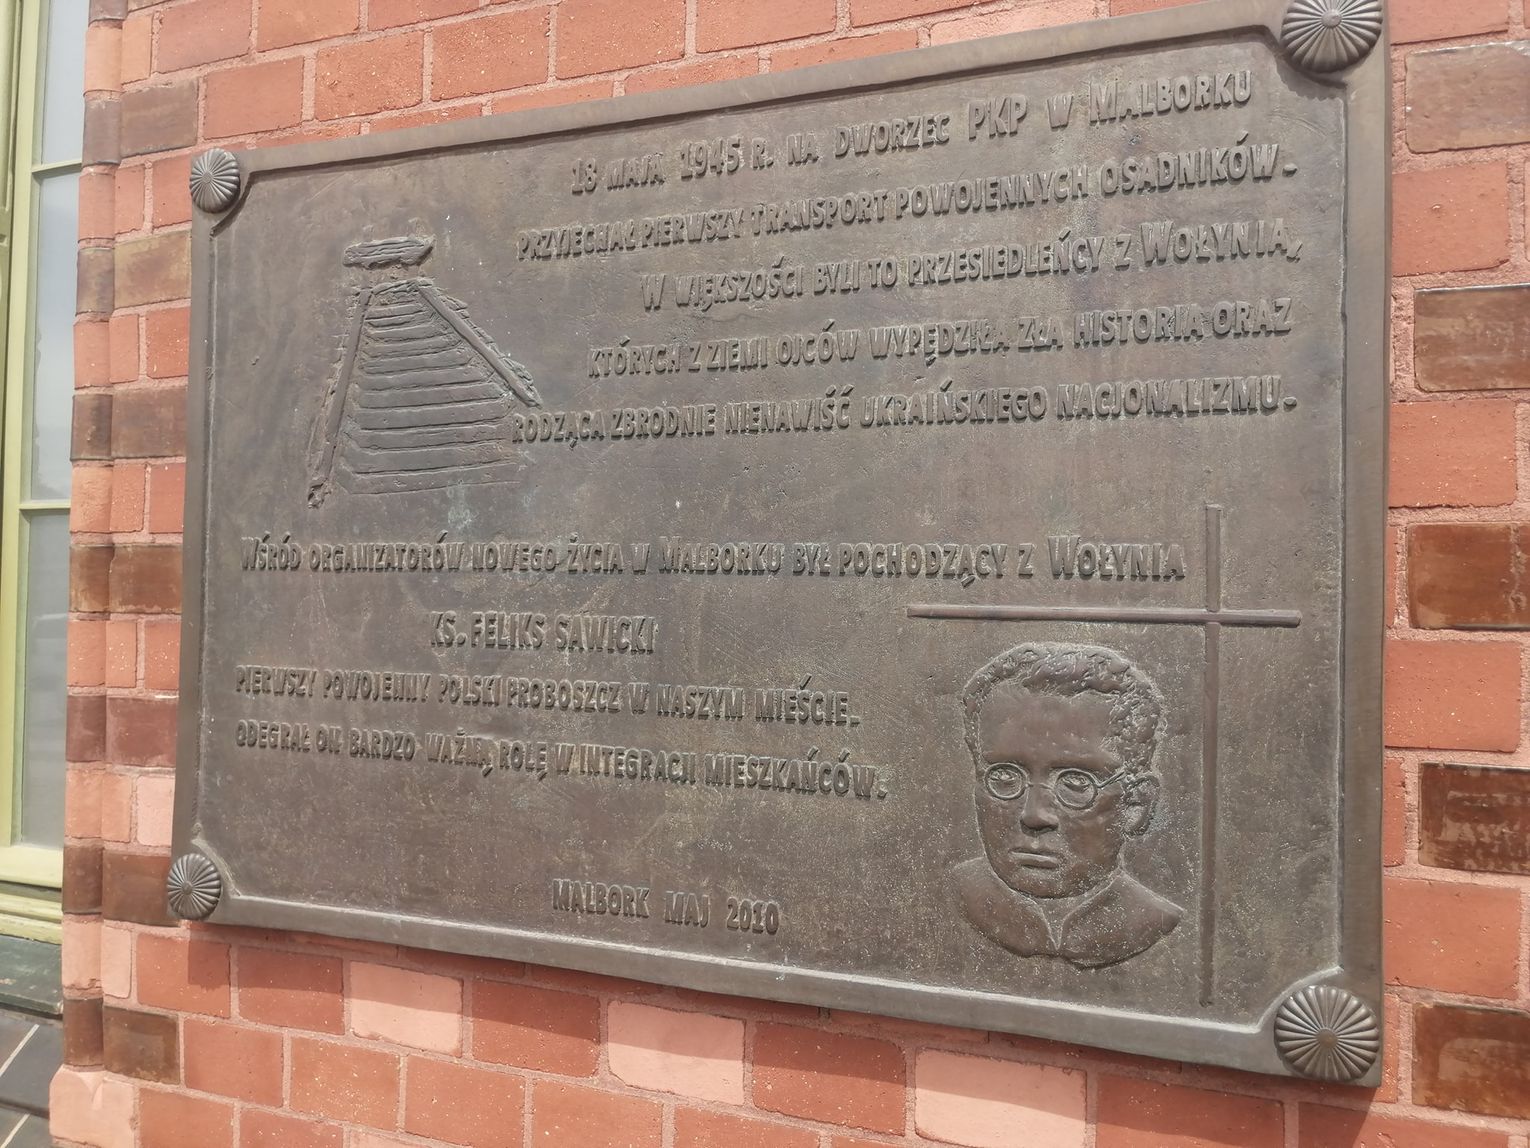 18 MAJA 1945 R. NA DWORZEC PKP W MALBORKU
PRZYJECHAŁ PIERWSZY TRANSPORT POWOJENNYCH OSADNIKÓW.
W WIĘKSZOŚCI BYLI TO PRZESIEDLEŃCY Z WOŁYNIA,
KTÓRYCH Z ZIEMI OJCÓW WYPĘDZIŁA ZŁA HISTORIA ORAZ
RODZĄCA ZBRODNIE NIENAWIŚĆ UKRAIŃSKIEGO NACJONALIZMU.
WŚRÓD ORGANIZATORÓW NOWEGO ŻYCIA W MALBORKU BYŁ POCHODZĄCY Z WOŁYNIA
KS. FELIKS SAWICKI
PIERWSZY POWOJENNY POLSKI PROBOSZCZ W NASZYM MIEŚCIE.
ODEGRAŁ ON BARDZO WAŻNĄ ROLĘ W INTEGRACJI MIESZKAŃCÓW.
MALBORK MAJ 2010